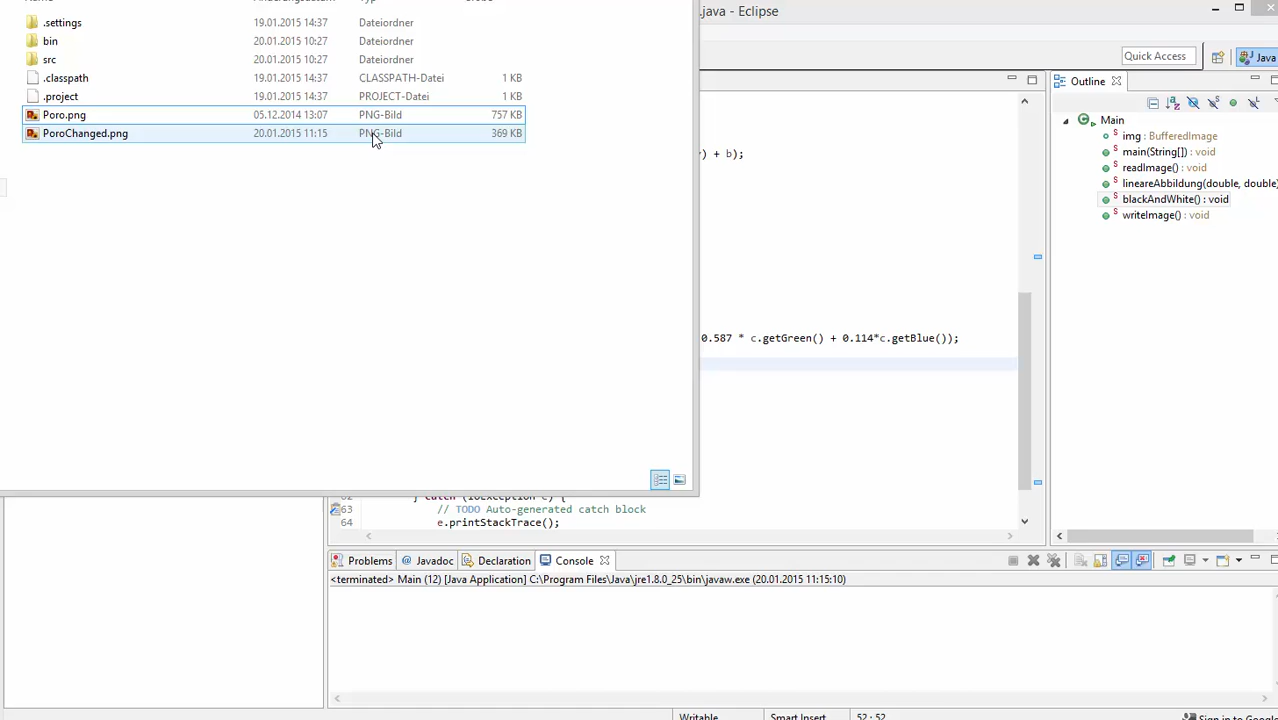 .java - Eclipse
.settings 19.01.2015 14:37 Dateiordner
bin 20.01.2015 10:27 Dateiordner
src 20.01.2015 10:27 Dateiordner
.classpath 19.01.2015 14:37 CLASSPATH-Datei 1 KB
.project 19.01.2015 14:37 PROJECT-Datei 1 KB
Poro.png 05.12.2014 13:07 PNG-Bild 757 KB
PoroChanged.png 20.01.2015 11:15 PNG-Bild 369 KB
Quick Access
Java
Outline
Main
img : BufferedImage
main(String[]) : void
readImage() : void
lineareAbbildung(double, double)
blackAndWhite() : void
writeImage() : void
) + b);
0.587 * c.getGreen() + 0.114*c.getBlue());
63 // TODO Auto-generated catch block
64 e.printStackTrace();
Problems @ Javadoc Declaration Console
<terminated> Main (12) [Java Application] C:\Program Files\Java\jre1.8.0_25\bin\javaw.exe (20.01.2015 11:15:10)
Writable Smart Insert 52 : 52 Sign in to Google